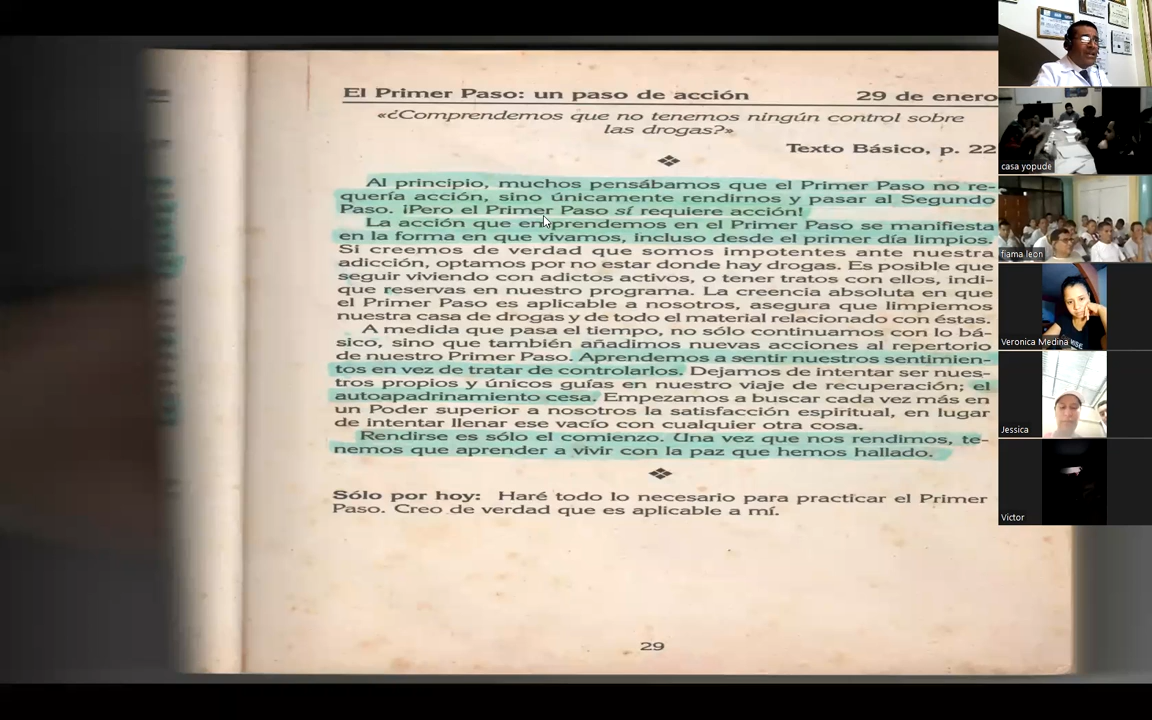 El Primer Paso: un paso de acción 29 de enero
«¿Comprendemos que no tenemos ningún control sobre
las drogas?»
Texto Básico, p. 22
Al principio, muchos pensábamos que el Primer Paso no re-
quería acción, sino únicamente rendirnos y pasar al Segundo
Paso. ¡Pero el Primer Paso sí requiere acción!
La acción que emprendemos en el Primer Paso se manifiesta
en la forma en que vivamos, incluso desde el primer día limpios.
Si creemos de verdad que somos impotentes ante nuestra
adicción, optamos por no estar donde hay drogas. Es posible que
seguir viviendo con adictos activos, o tener tratos con ellos, indi-
que reservas en nuestro programa. La creencia absoluta en que
el Primer Paso es aplicable a nosotros, asegura que limpiemos
nuestra casa de drogas y de todo el material relacionado con éstas.
A medida que pasa el tiempo, no sólo continuamos con lo bá-
sico, sino que también añadimos nuevas acciones al repertorio
de nuestro Primer Paso. Aprendemos a sentir nuestros sentimien-
tos en vez de tratar de controlarlos. Dejamos de intentar ser nues-
tros propios y únicos guías en nuestro viaje de recuperación; el
autoapadrinamiento cesa. Empezamos a buscar cada vez más en
un Poder superior a nosotros la satisfacción espiritual, en lugar
de intentar llenar ese vacío con cualquier otra cosa.
Rendirse es sólo el comienzo. Una vez que nos rendimos, te-
nemos que aprender a vivir con la paz que hemos hallado.
Sólo por hoy: Haré todo lo necesario para practicar el Primer
Paso. Creo de verdad que es aplicable a mí.
29
casa yopude
fiama leon
Veronica Medina
Jessica
Victor